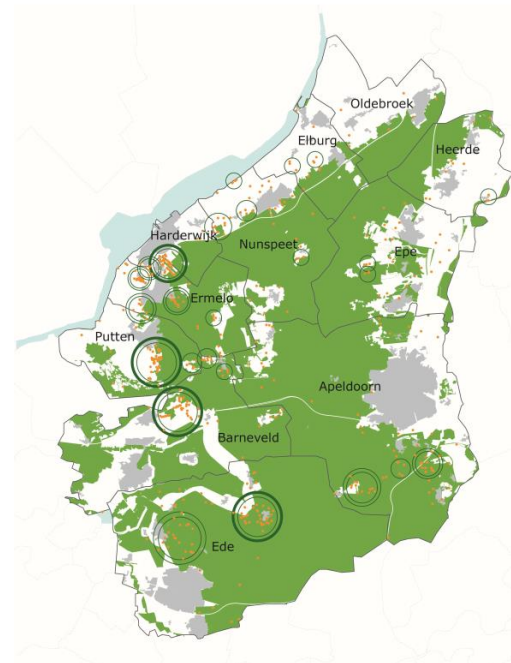 Oldebroek
Elburg
Heerde
Harderwijk
Nunspeet
Epe
Ermelo
Putten
Apeldoorn
Barneveld
Ede